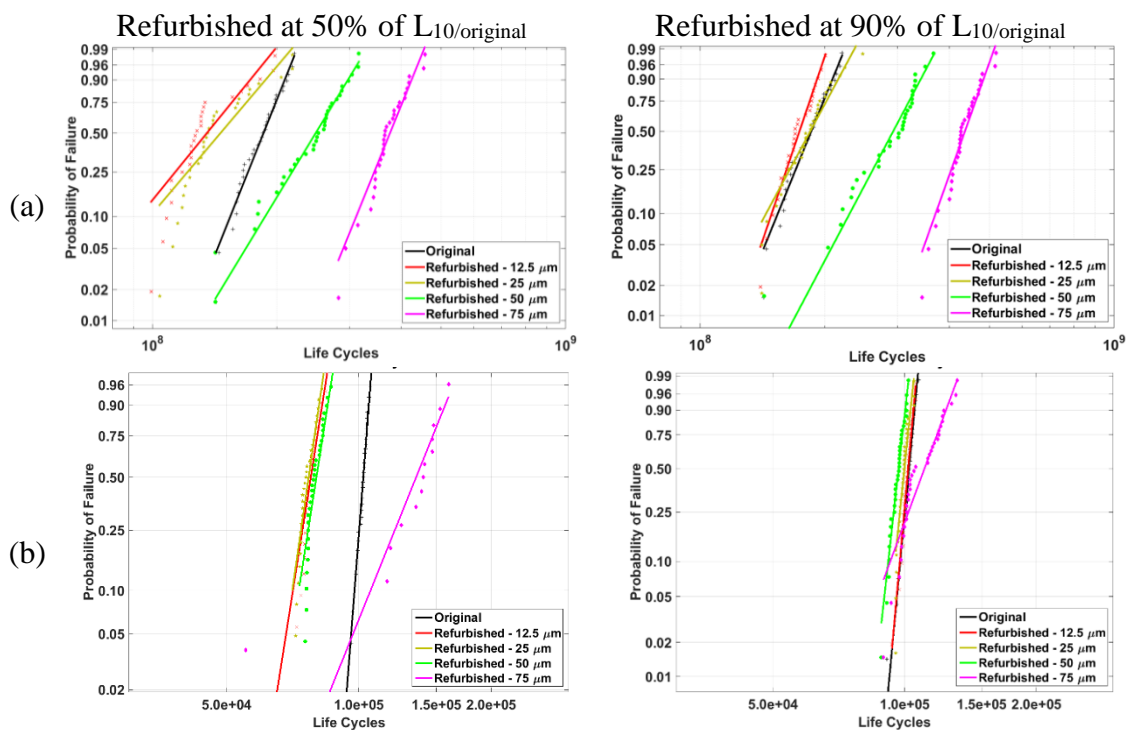 Refurbished at 50% of L10/original
Refurbished at 90% of L10/original
(a)
Probability of Failure
0.99
0.90
0.75
0.50
0.25
0.10
0.05
0.02
0.01
Original
Refurbished - 12.5 μm
Refurbished - 25 μm
Refurbished - 50 μm
Refurbished - 75 μm
10^8
10^9
Life Cycles
Probability of Failure
0.99
0.90
0.75
0.50
0.25
0.10
0.05
0.02
0.01
Original
Refurbished - 12.5 μm
Refurbished - 25 μm
Refurbished - 50 μm
Refurbished - 75 μm
10^8
10^9
Life Cycles
(b)
Probability of Failure
0.96
0.90
0.75
0.50
0.25
0.10
0.05
0.02
Original
Refurbished - 12.5 μm
Refurbished - 25 μm
Refurbished - 50 μm
Refurbished - 75 μm
5.0e+04
1.0e+05
1.5e+05
2.0e+05
Life Cycles
Probability of Failure
0.99
0.96
0.90
0.75
0.50
0.25
0.10
0.05
0.02
0.01
Original
Refurbished - 12.5 μm
Refurbished - 25 μm
Refurbished - 50 μm
Refurbished - 75 μm
5.0e+04
1.0e+05
1.5e+05
2.0e+05
Life Cycles